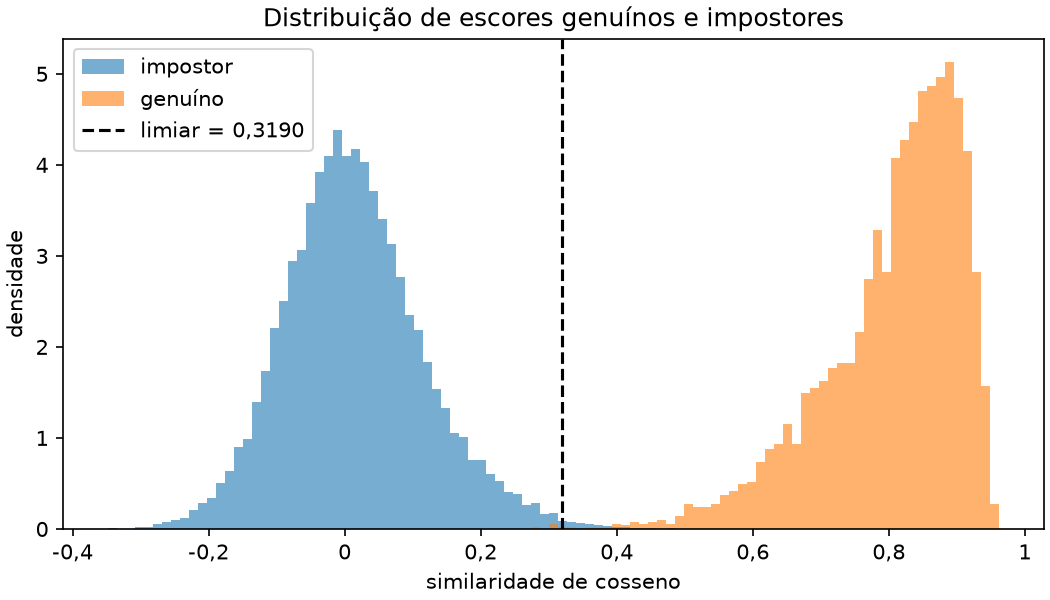 Distribuição de escores genuínos e impostores
impostor
genuíno
limiar = 0,3190
densidade
5
4
3
2
1
0
-0,4
-0,2
0
0,2
0,4
0,6
0,8
1
similaridade de cosseno